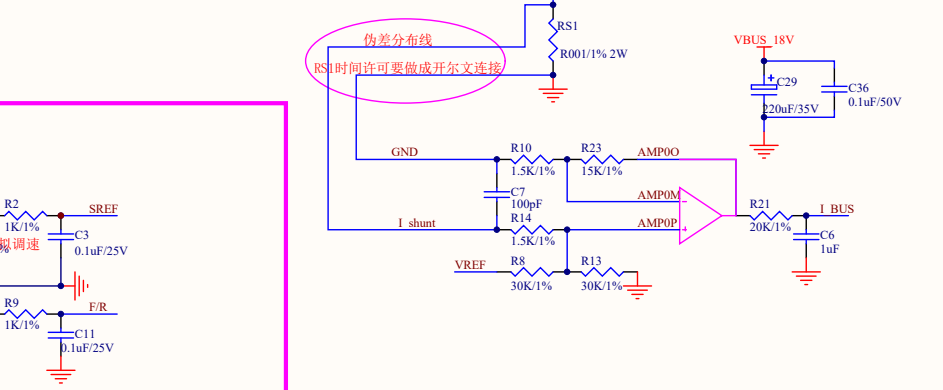 RS1
伪差分布线
R001/1% 2W
RS1时间许可要做成开尔文连接
VBUS_18V
C29
220uF/35V
C36
0.1uF/50V
GND
R10
1.5K/1%
R23
15K/1%
AMP0O
C7
100pF
AMP0M
I_shunt
R14
1.5K/1%
AMP0P
R21
20K/1%
I_BUS
C6
1uF
VREF
R8
30K/1%
R13
30K/1%
R2
1K/1%
SREF
C3
0.1uF/25V
拟调速
R9
1K/1%
F/R
C11
0.1uF/25V